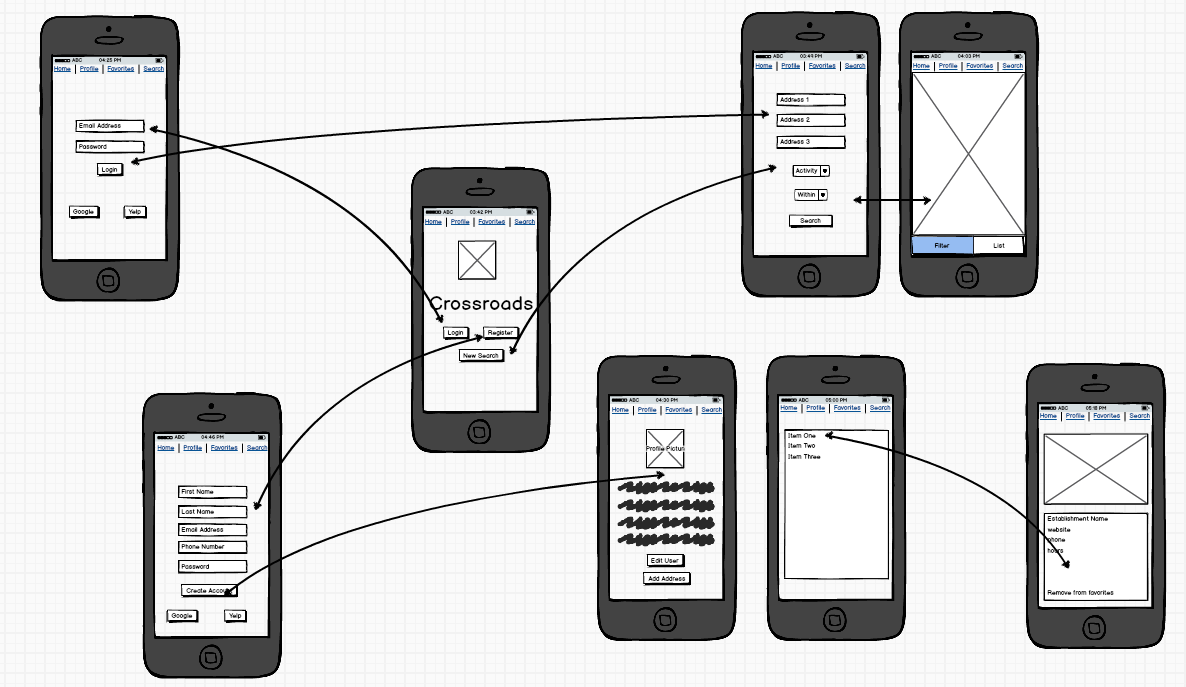 ABC 04:25 PM
Home | Profile | Favorites | Search
Email Address
Password
Login
Google Yelp
ABC 03:49 PM
Home | Profile | Favorites | Search
Address 1
Address 2
Address 3
Activity
Within
Search
ABC 04:03 PM
Home | Profile | Favorites | Search
Filter List
ABC 03:42 PM
Home | Profile | Favorites | Search
Crossroads
Login Register
New Search
ABC 04:46 PM
Home | Profile | Favorites | Search
First Name
Last Name
Email Address
Phone Number
Password
Create Accou
Google Yelp
ABC 04:30 PM
Home | Profile | Favorites | Search
Profile Pictur
Edit User
Add Address
ABC 05:00 PM
Home | Profile | Favorites | Search
Item One
Item Two
Item Three
ABC 05:18 PM
Home | Profile | Favorites | Search
Establishment Name
website
phone
hours
Remove from favorites